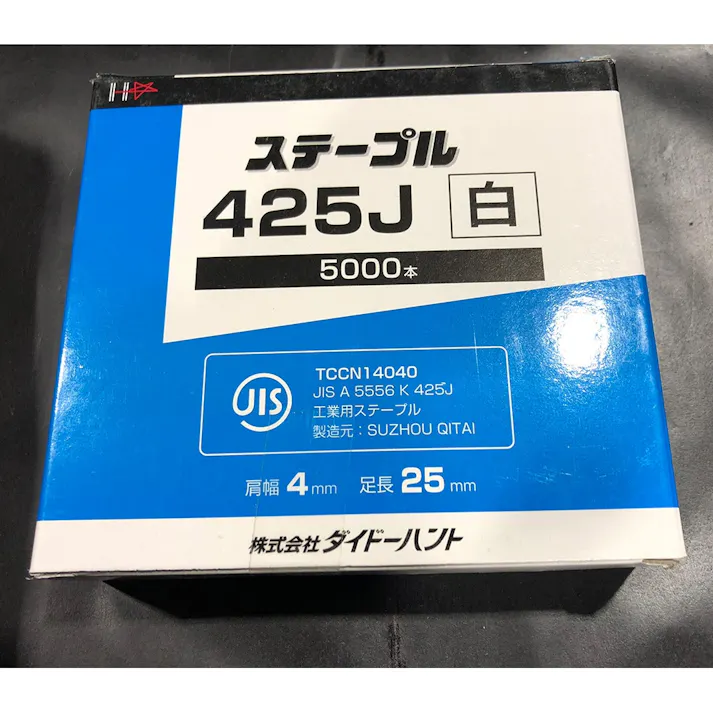 ステープル
425J 白
5000本
JIS
TCCN14040
JIS A 5556 K 425J
工業用ステープル
製造元：SUZHOU QITAI
肩幅 4mm 足長 25mm
株式会社 ダイドーハント